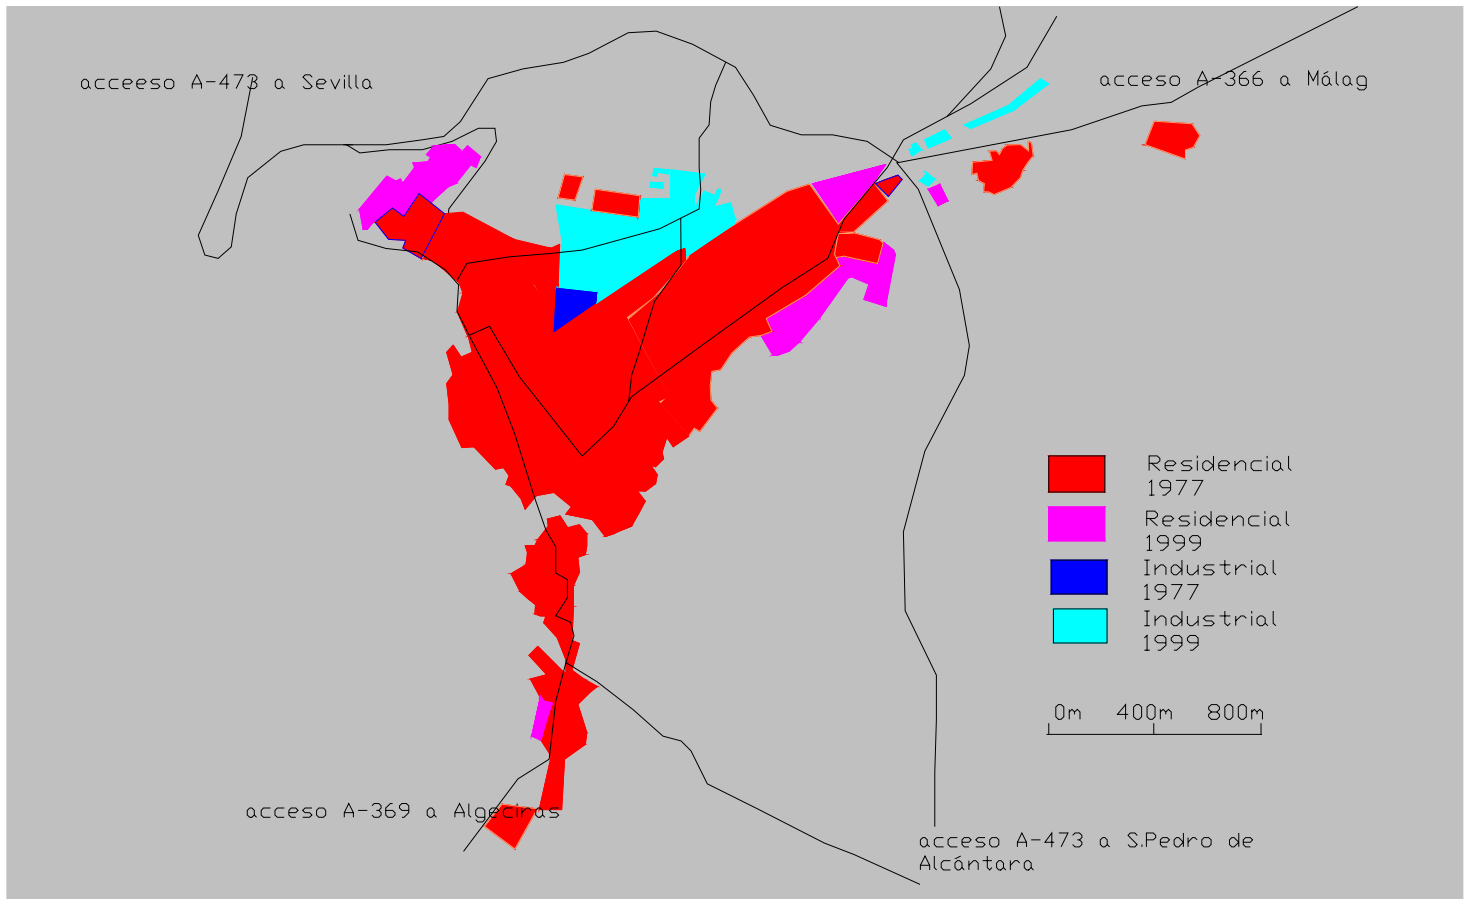 acceeso A-473 a Sevilla
acceso A-366 a Málag
Residencial
1977
Residencial
1999
Industrial
1977
Industrial
1999
0m 400m 800m
acceso A-369 a Algeciras
acceso A-473 a S.Pedro de
Alcántara